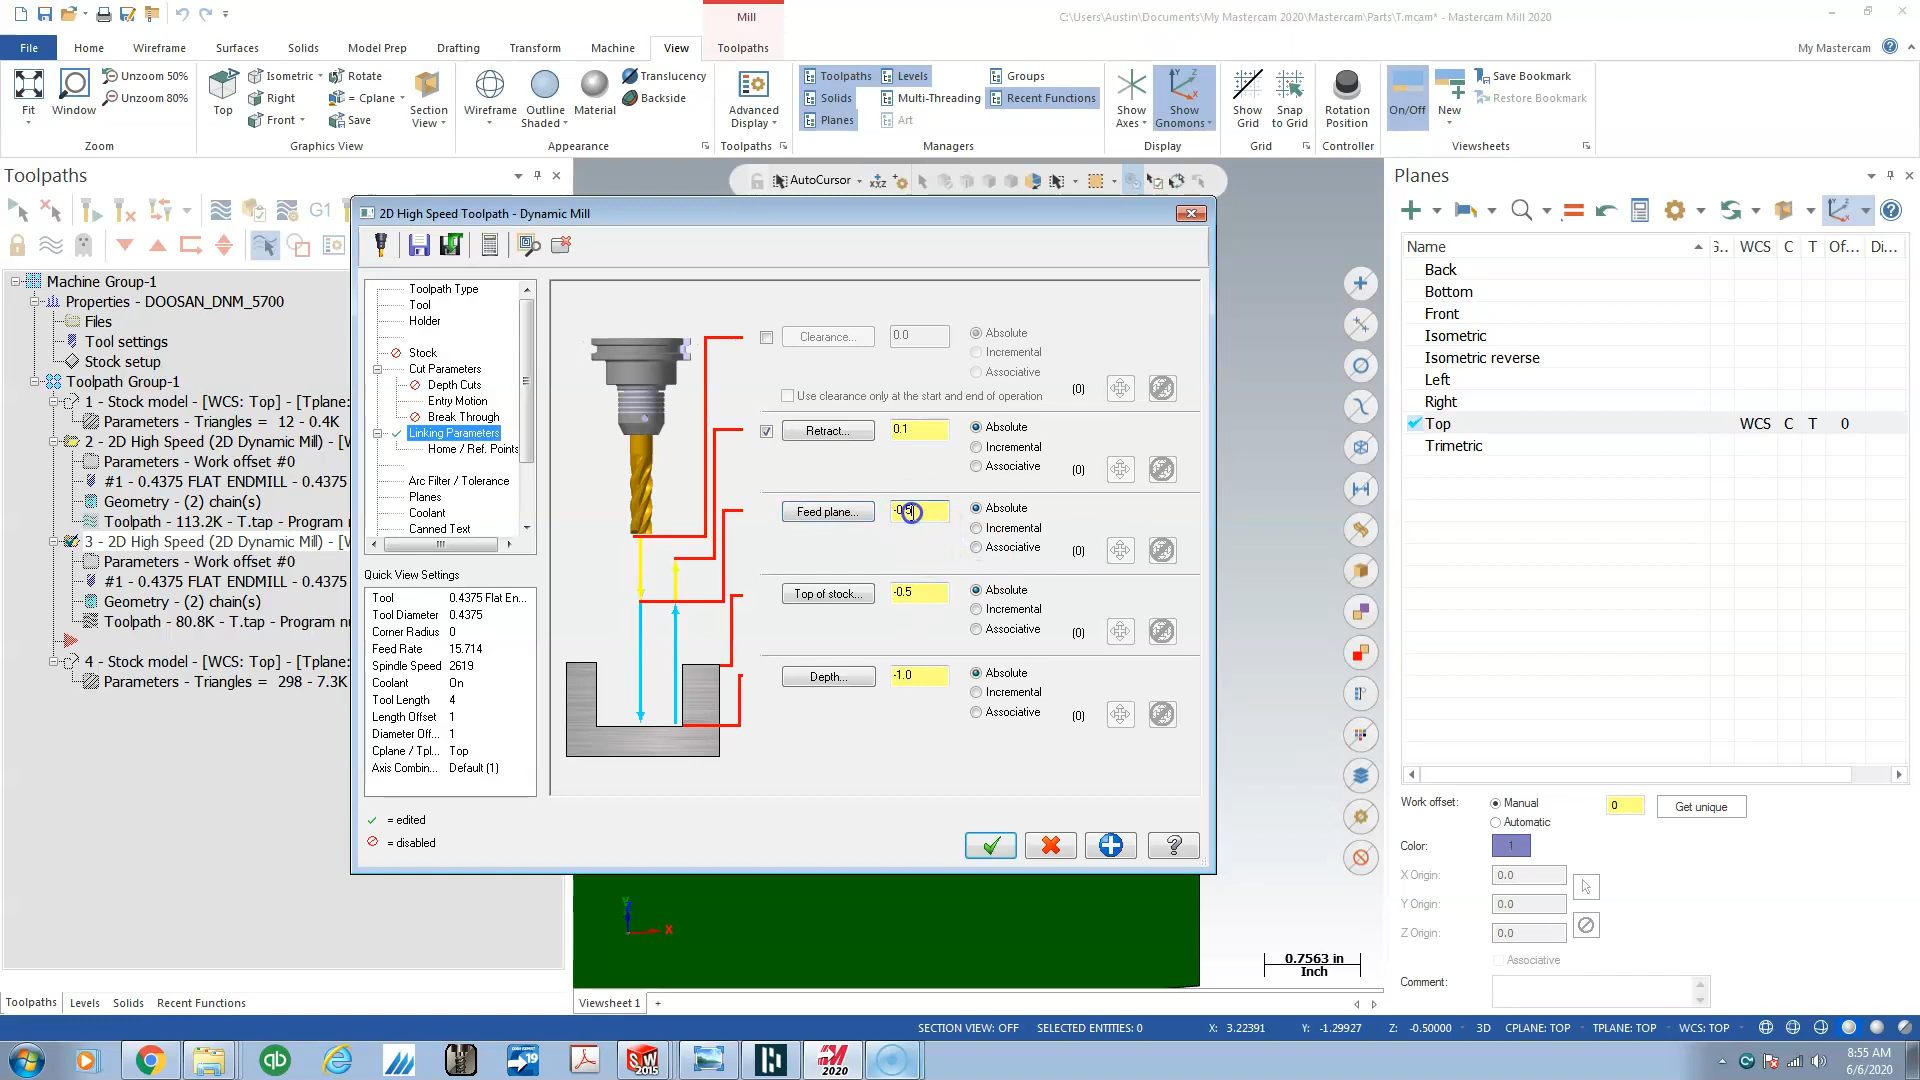 Mill
C:\Users\Austin\Documents\My Mastercam 2020\Mastercam\Parts\T.mcam* - Mastercam Mill 2020
File
Home
Wireframe
Surfaces
Solids
Model Prep
Drafting
Transform
Machine
View
Toolpaths
My Mastercam
Fit
Window
Unzoom 50%
Unzoom 80%
Zoom
Top
Isometric
Right
Front
Rotate
= Cplane
Save
Section View
Graphics View
Wireframe
Outline Shaded
Material
Translucency
Backside
Appearance
Advanced Display
Toolpaths
Toolpaths
Solids
Planes
Levels
Multi-Threading
Art
Groups
Recent Functions
Managers
Show Axes
Show Gnomons
Display
Show Grid
Snap to Grid
Grid
Rotation Position
Controller
On/Off
New
Save Bookmark
Restore Bookmark
Viewsheets
Toolpaths
G1
Machine Group-1
Properties - DOOSAN_DNM_5700
Files
Tool settings
Stock setup
Toolpath Group-1
1 - Stock model - [WCS: Top] - [Tplane:
Parameters - Triangles = 12 - 0.4K
2 - 2D High Speed (2D Dynamic Mill) - [W
Parameters - Work offset #0
#1 - 0.4375 FLAT ENDMILL - 0.4375
Geometry - (2) chain(s)
Toolpath - 113.2K - T.tap - Program n
3 - 2D High Speed (2D Dynamic Mill) - [W
Parameters - Work offset #0
#1 - 0.4375 FLAT ENDMILL - 0.4375
Geometry - (2) chain(s)
Toolpath - 80.8K - T.tap - Program nu
4 - Stock model - [WCS: Top] - [Tplane:
Parameters - Triangles = 298 - 7.3K
Toolpaths
Levels
Solids
Recent Functions
AutoCursor
2D High Speed Toolpath - Dynamic Mill
Toolpath Type
Tool
Holder
Stock
Cut Parameters
Depth Cuts
Entry Motion
Break Through
Linking Parameters
Home / Ref. Points
Arc Filter / Tolerance
Planes
Coolant
Canned Text
Quick View Settings
Tool 0.4375 Flat En...
Tool Diameter 0.4375
Corner Radius 0
Feed Rate 15.714
Spindle Speed 2619
Coolant On
Tool Length 4
Length Offset 1
Diameter Off... 1
Cplane / Tpl... Top
Axis Combin... Default (1)
= edited
= disabled
Clearance...
0.0
Absolute
Incremental
Associative
Use clearance only at the start and end of operation
(0)
Retract...
0.1
Absolute
Incremental
Associative
(0)
Feed plane...
-0.5
Absolute
Incremental
Associative
(0)
Top of stock...
-0.5
Absolute
Incremental
Associative
(0)
Depth...
-1.0
Absolute
Incremental
Associative
(0)
Y
X
0.7563 in
Inch
Viewsheet 1
+
Planes
Name
G..
WCS
C
T
Of...
Di...
Back
Bottom
Front
Isometric
Isometric reverse
Left
Right
Top WCS C T 0
Trimetric
Work offset:
Manual
Automatic
0
Get unique
Color:
1
X Origin: 0.0
Y Origin: 0.0
Z Origin: 0.0
Associative
Comment:
SECTION VIEW: OFF
SELECTED ENTITIES: 0
X: 3.22391
Y: -1.29927
Z: -0.50000
3D
CPLANE: TOP
TPLANE: TOP
WCS: TOP
8:55 AM
6/6/2020